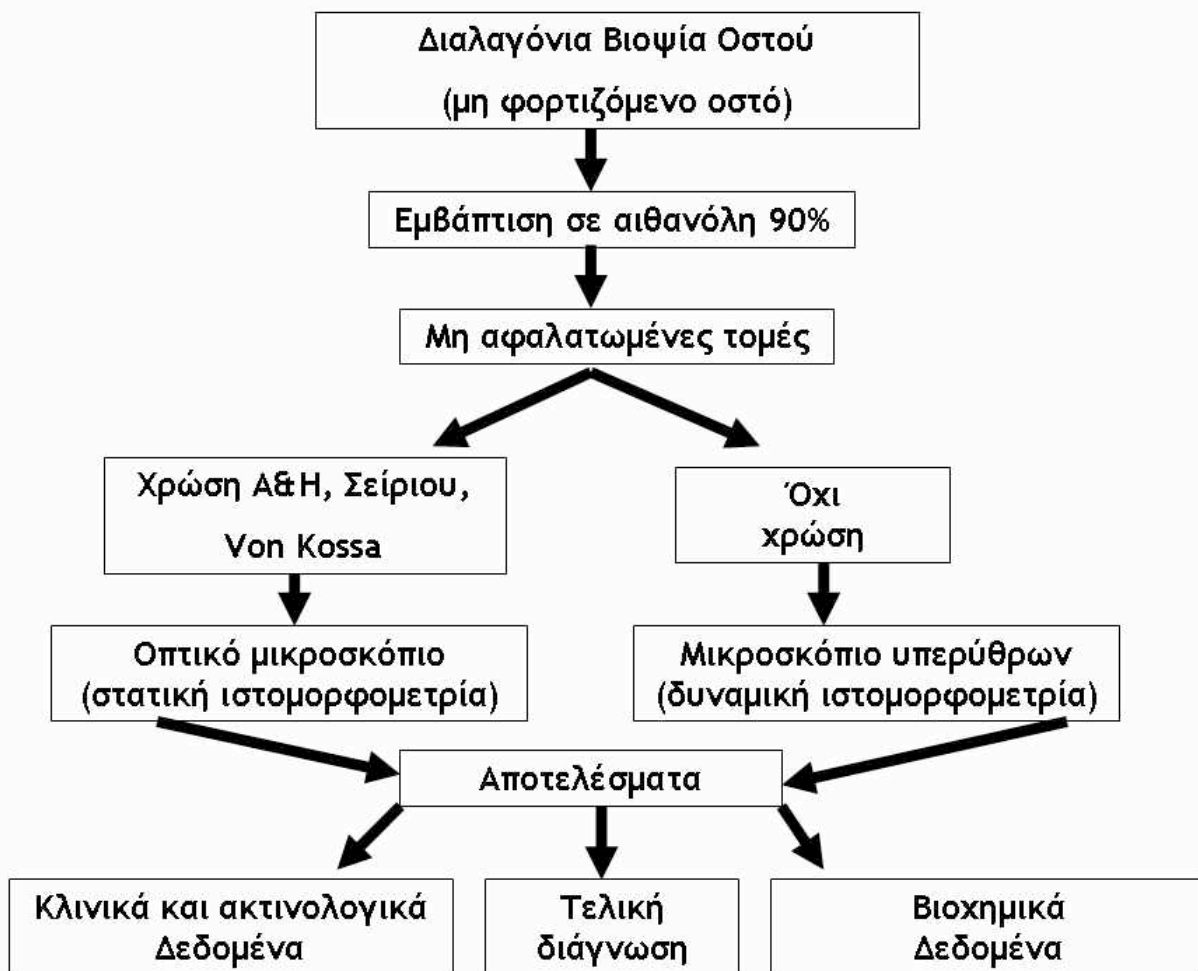 Διαλαγόνια Βιοψία Οστού
(μη φορτιζόμενο οστό)
Εμβάπτιση σε αιθανόλη 90%
Μη αφαλατωμένες τομές
Χρώση Α&Η, Σείριου,
Von Kossa
Όχι
χρώση
Οπτικό μικροσκόπιο
(στατική ιστομορφομετρία)
Μικροσκόπιο υπερύθρων
(δυναμική ιστομορφομετρία)
Αποτελέσματα
Κλινικά και ακτινολογικά
Δεδομένα
Τελική
διάγνωση
Βιοχημικά
Δεδομένα